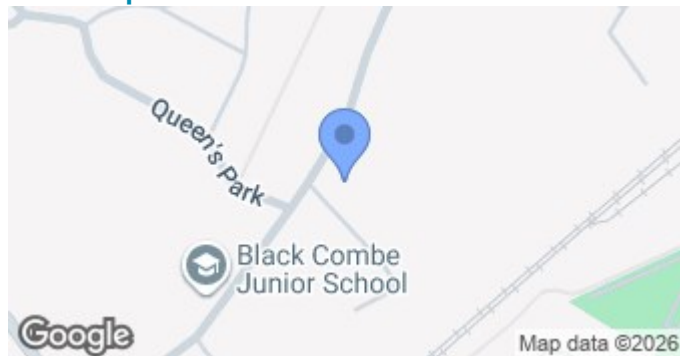 Queen's Park
Black Combe
Junior School
Google
Map data ©2026